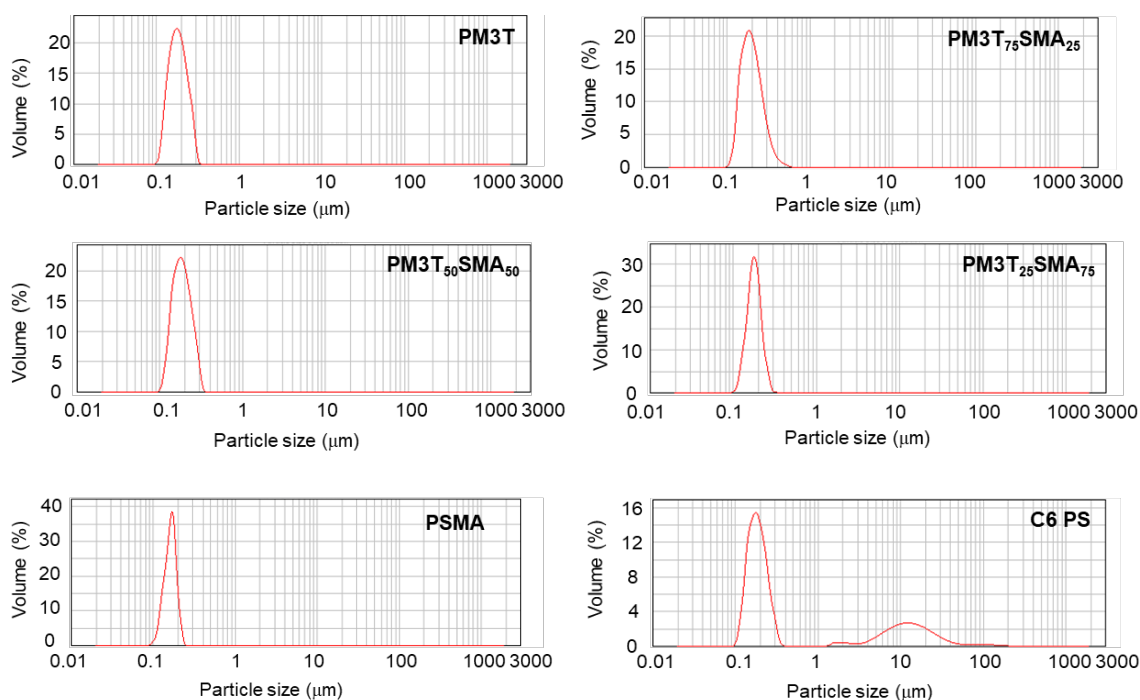 PM3T
Volume (%)
20
15
10
5
0
0.01 0.1 1 10 100 1000 3000
Particle size (μm)
PM3T₇₅SMA₂₅
Volume (%)
20
15
10
5
0
0.01 0.1 1 10 100 1000 3000
Particle size (μm)
PM3T₅₀SMA₅₀
Volume (%)
20
15
10
5
0
0.01 0.1 1 10 100 1000 3000
Particle size (μm)
PM3T₂₅SMA₇₅
Volume (%)
30
20
10
0
0.01 0.1 1 10 100 1000 3000
Particle size (μm)
PSMA
Volume (%)
40
30
20
10
0
0.01 0.1 1 10 100 1000 3000
Particle size (μm)
C6 PS
Volume (%)
16
12
8
4
0
0.01 0.1 1 10 100 1000 3000
Particle size (μm)